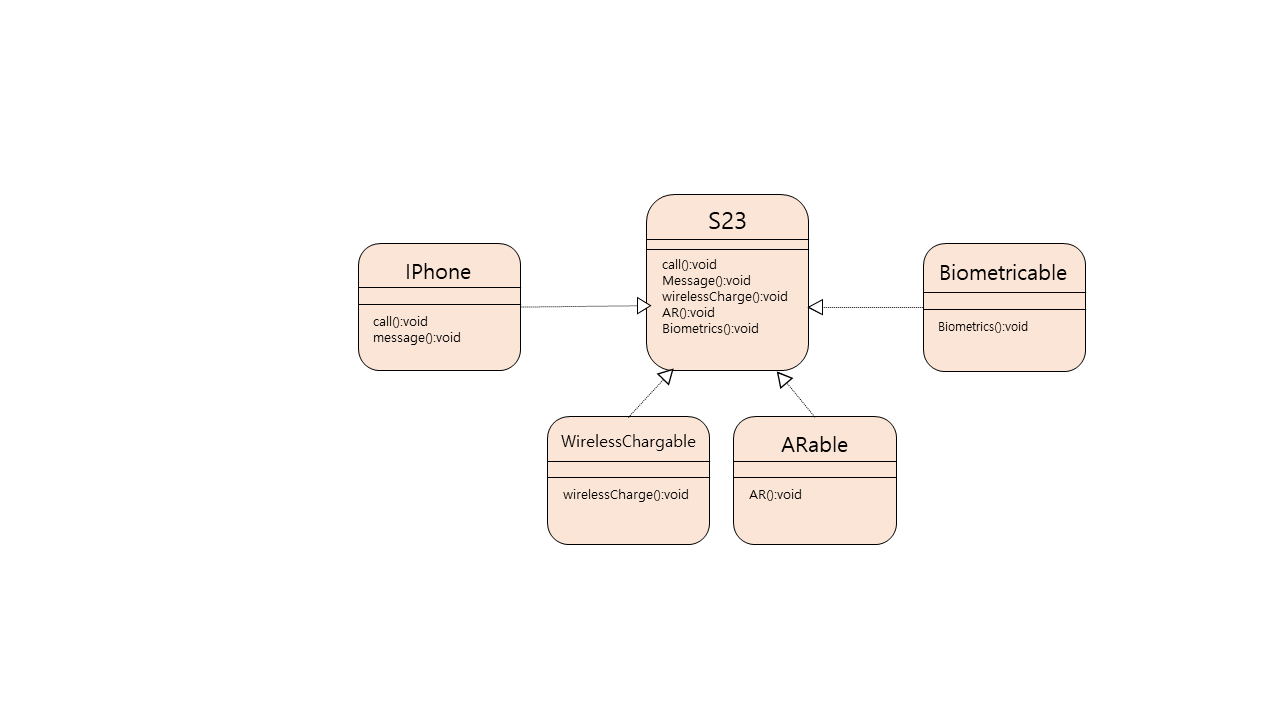 S23
call():void
Message():void
wirelessCharge():void
AR():void
Biometrics():void
IPhone
call():void
message():void
Biometricable
Biometrics():void
WirelessChargable
wirelessCharge():void
ARable
AR():void